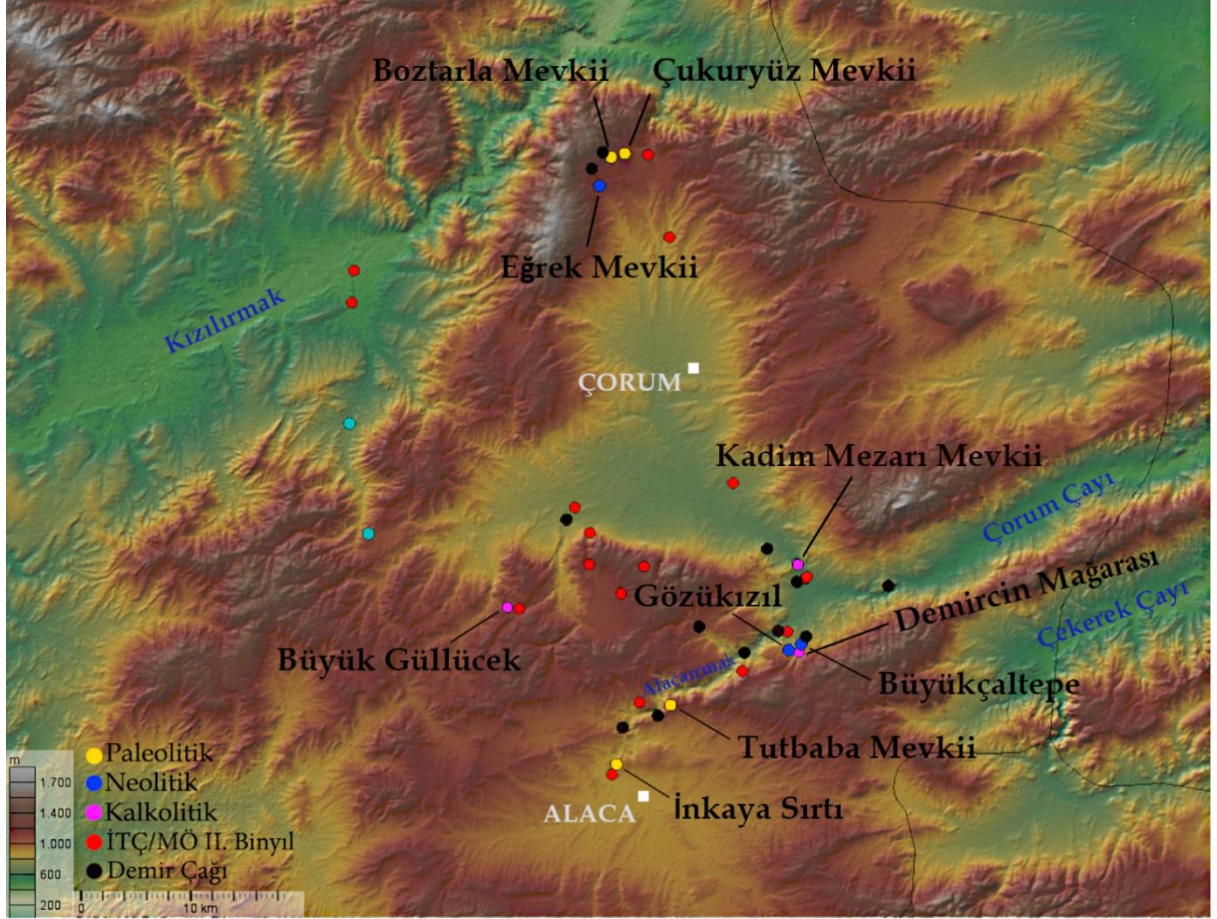 Boztarla Mevkii
Çukuryüz Mevkii
Eğrek Mevkii
Kızılırmak
ÇORUM
Kadim Mezarı Mevkii
Çorum Çayı
Demircin Mağarası
Gözükızıl
Çekerek Çayı
Büyük Güllücek
Alacaırmak
Büyükçaltepe
Tutbaba Mevkii
İnkaya Sırtı
ALACA
m
1.700
1.400
1.000
600
200
Paleolitik
Neolitik
Kalkolitik
İTÇ/MÖ II. Binyıl
Demir Çağı
0 10 km